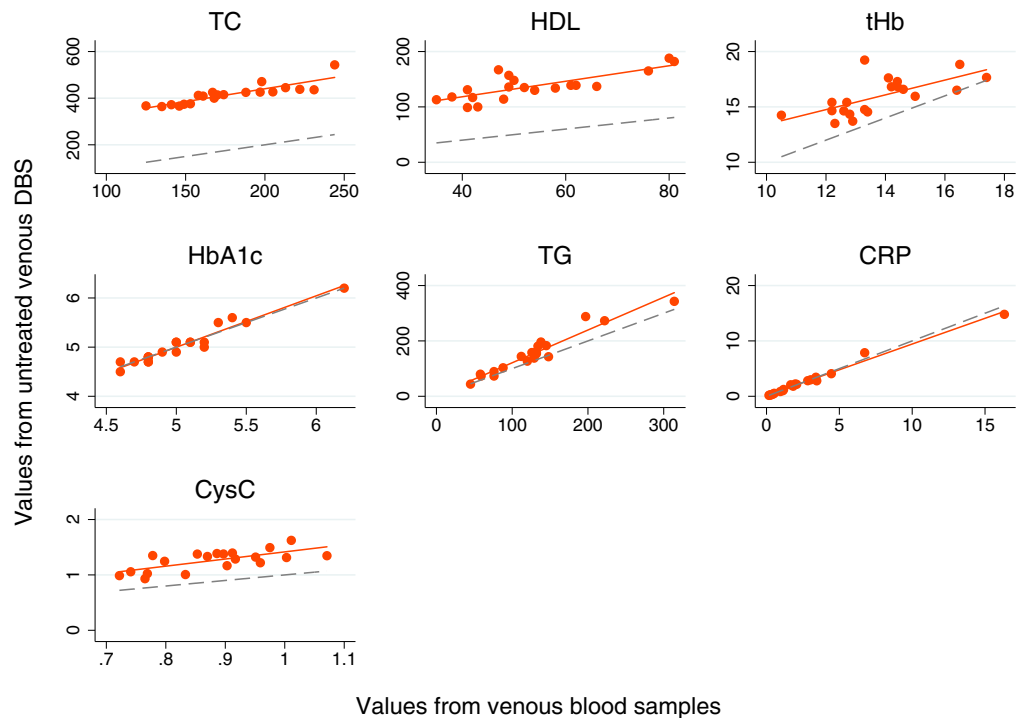 TC
HDL
tHb
600
400
200
100 150 200 250
200
100
0
40 60 80
20
15
10
10 12 14 16 18
HbA1c
TG
CRP
6
5
4
4.5 5 5.5 6
400
200
0
0 100 200 300
20
10
0
0 5 10 15
CysC
2
1
0
.7 .8 .9 1 1.1
Values from untreated venous DBS
Values from venous blood samples